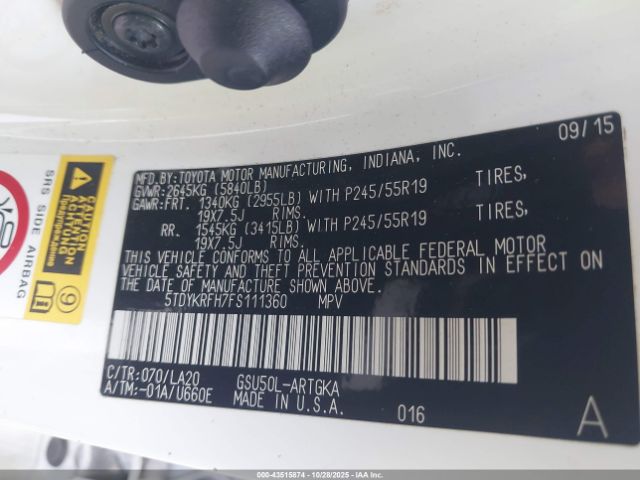 09/15
MFD.BY:TOYOTA MOTOR MANUFACTURING, INDIANA, INC.
GVWR: 2645KG (5840LB)
GAWR:FRT. 1340KG (2955LB) WITH P245/55R19 TIRES,
19X7.5J RIMS.
RR. 1545KG (3415LB) WITH P245/55R19 TIRES,
19X7.5J RIMS.
THIS VEHICLE CONFORMS TO ALL APPLICABLE FEDERAL MOTOR
VEHICLE SAFETY AND THEFT PREVENTION STANDARDS IN EFFECT ON
THE DATE OF MANUFACTURE SHOWN ABOVE.
5TDYKRFH7FS111360 MPV
C/TR:070/LA20 GSU50L-ARTGKA
A/TM:-01A/U660E MADE IN U.S.A. 016
A
SRS SIDE AIRBAG
CAUTION
ACHTUNG
9
000-43515874 | 10/28/2025 | IAAI.COM